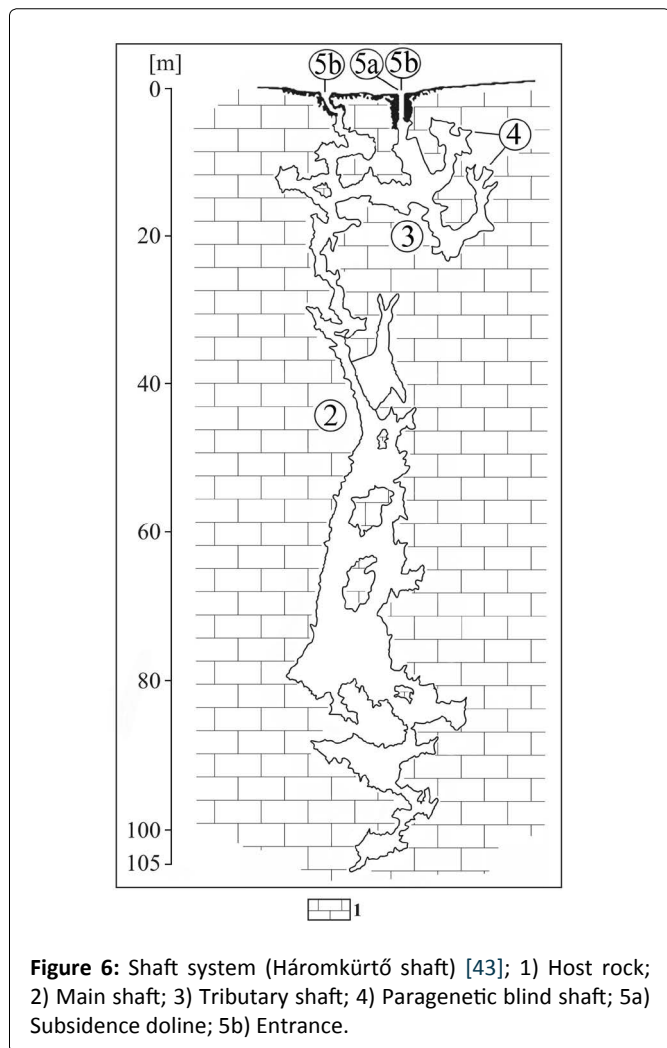 [m]
5b 5a 5b
0
4
20
3
40
2
60
80
100
105
1
Figure 6: Shaft system (Háromkürtő shaft) [43]; 1) Host rock;
2) Main shaft; 3) Tributary shaft; 4) Paragenetic blind shaft; 5a)
Subsidence doline; 5b) Entrance.